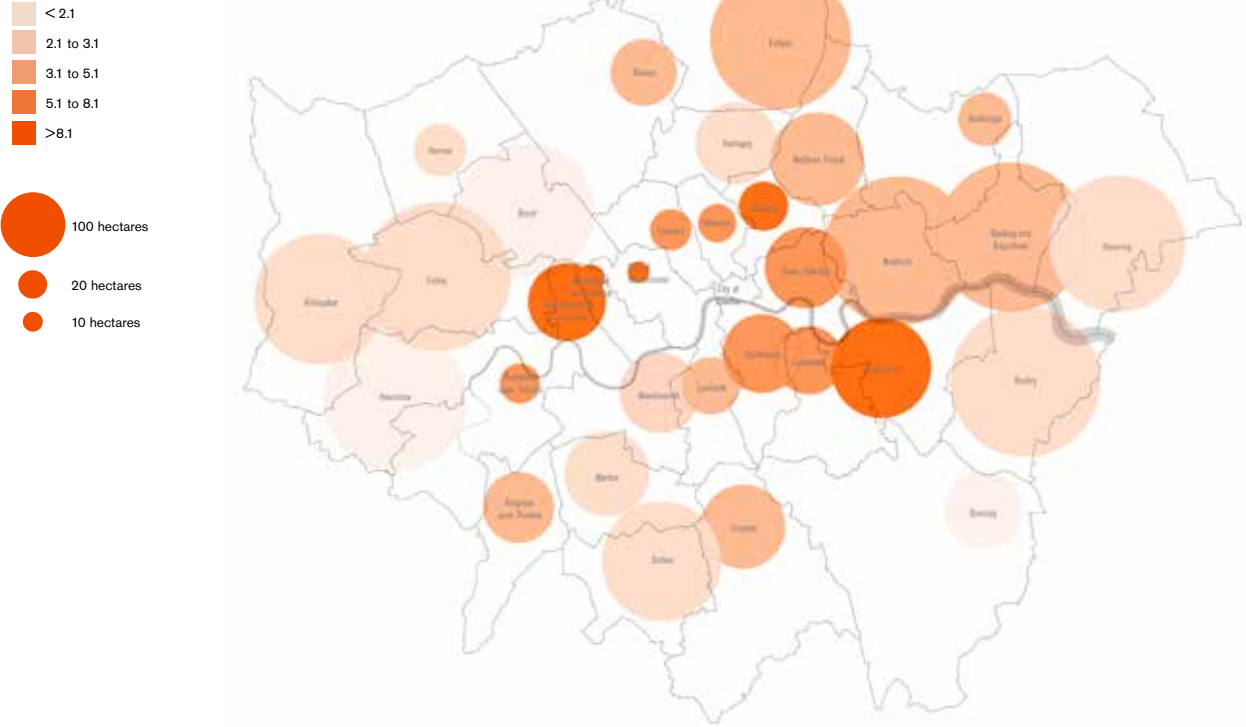 < 2.1
2.1 to 3.1
3.1 to 5.1
5.1 to 8.1
>8.1
100 hectares
20 hectares
10 hectares
Enfield
Barnet
Redbridge
Harrow
Haringey
Waltham Forest
Brent
Camden
Hackney
Barking and
Dagenham
Havering
Ealing
Newham
Tower Hamlets
Hillingdon
City of
London
Southwark
Lewisham
Bexley
Hounslow
Wandsworth
Lambeth
Merton
Kingston
upon Thames
Croydon
Bromley
Sutton